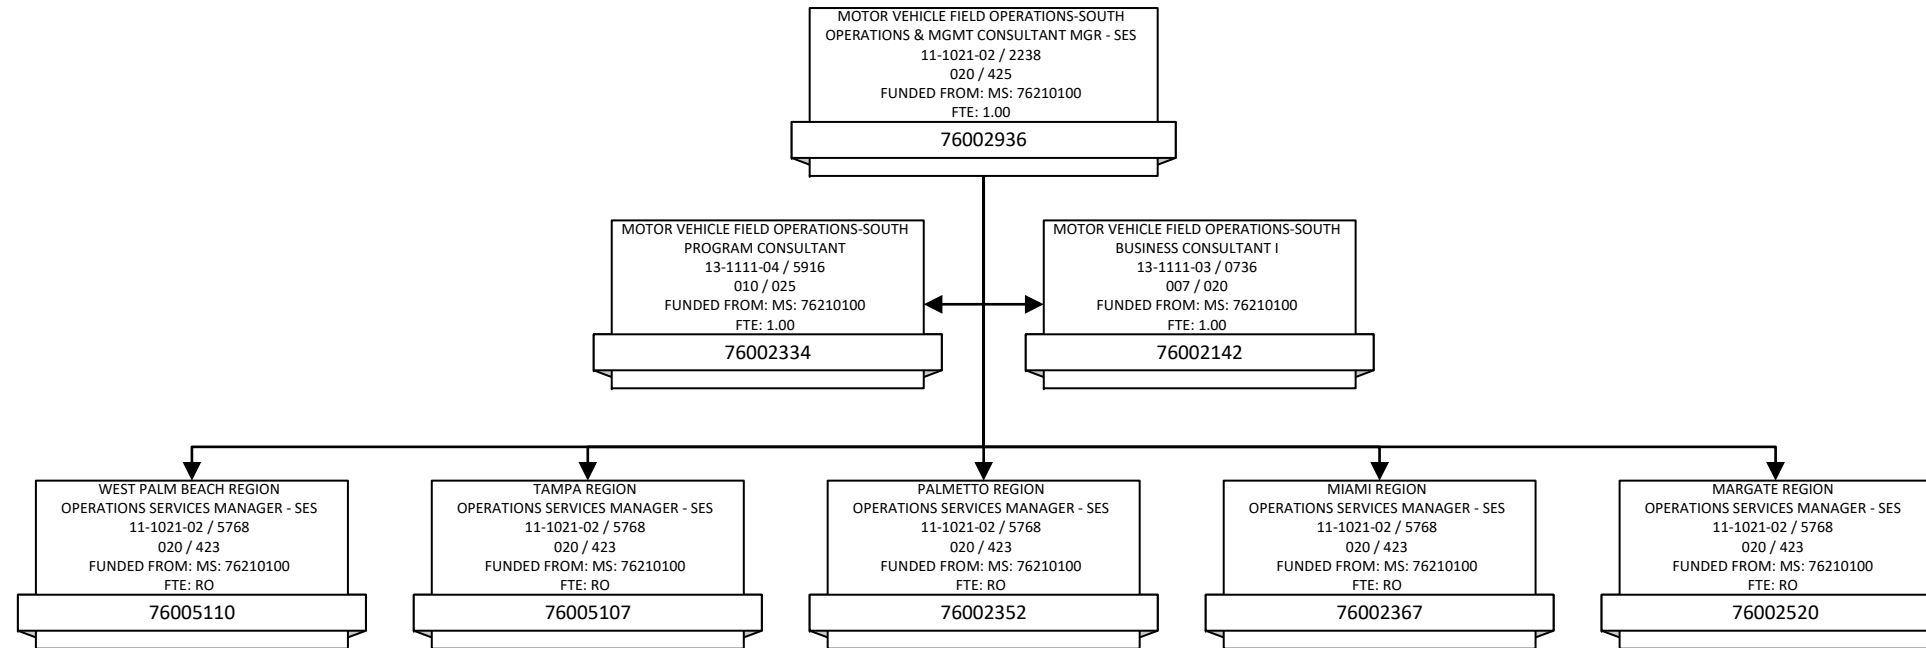 MOTOR VEHICLE FIELD OPERATIONS-SOUTH
OPERATIONS & MGMT CONSULTANT MGR - SES
11-1021-02 / 2238
020 / 425
FUNDED FROM: MS: 76210100
FTE: 1.00
76002936
MOTOR VEHICLE FIELD OPERATIONS-SOUTH
PROGRAM CONSULTANT
13-1111-04 / 5916
010 / 025
FUNDED FROM: MS: 76210100
FTE: 1.00
76002334
MOTOR VEHICLE FIELD OPERATIONS-SOUTH
BUSINESS CONSULTANT I
13-1111-03 / 0736
007 / 020
FUNDED FROM: MS: 76210100
FTE: 1.00
76002142
WEST PALM BEACH REGION
OPERATIONS SERVICES MANAGER - SES
11-1021-02 / 5768
020 / 423
FUNDED FROM: MS: 76210100
FTE: RO
76005110
TAMPA REGION
OPERATIONS SERVICES MANAGER - SES
11-1021-02 / 5768
020 / 423
FUNDED FROM: MS: 76210100
FTE: RO
76005107
PALMETTO REGION
OPERATIONS SERVICES MANAGER - SES
11-1021-02 / 5768
020 / 423
FUNDED FROM: MS: 76210100
FTE: RO
76002352
MIAMI REGION
OPERATIONS SERVICES MANAGER - SES
11-1021-02 / 5768
020 / 423
FUNDED FROM: MS: 76210100
FTE: RO
76002367
MARGATE REGION
OPERATIONS SERVICES MANAGER - SES
11-1021-02 / 5768
020 / 423
FUNDED FROM: MS: 76210100
FTE: RO
76002520